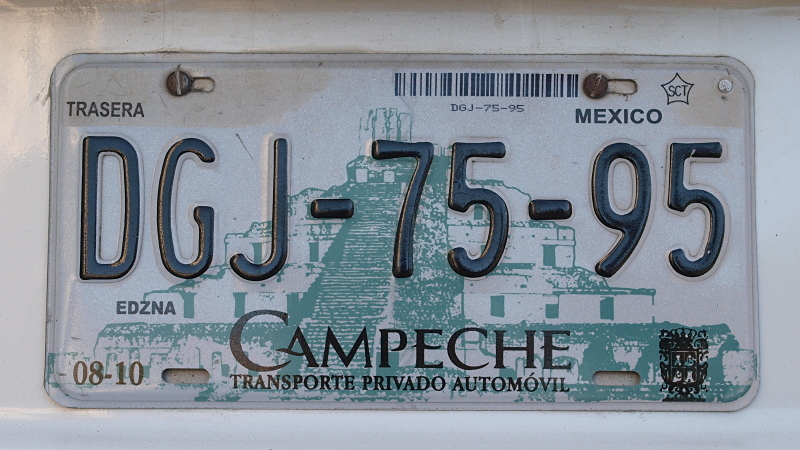 TRASERA
DGJ-75-95
MEXICO
SCT
DGJ-75-95
EDZNA
CAMPECHE
08-10
TRANSPORTE PRIVADO AUTOMÓVIL